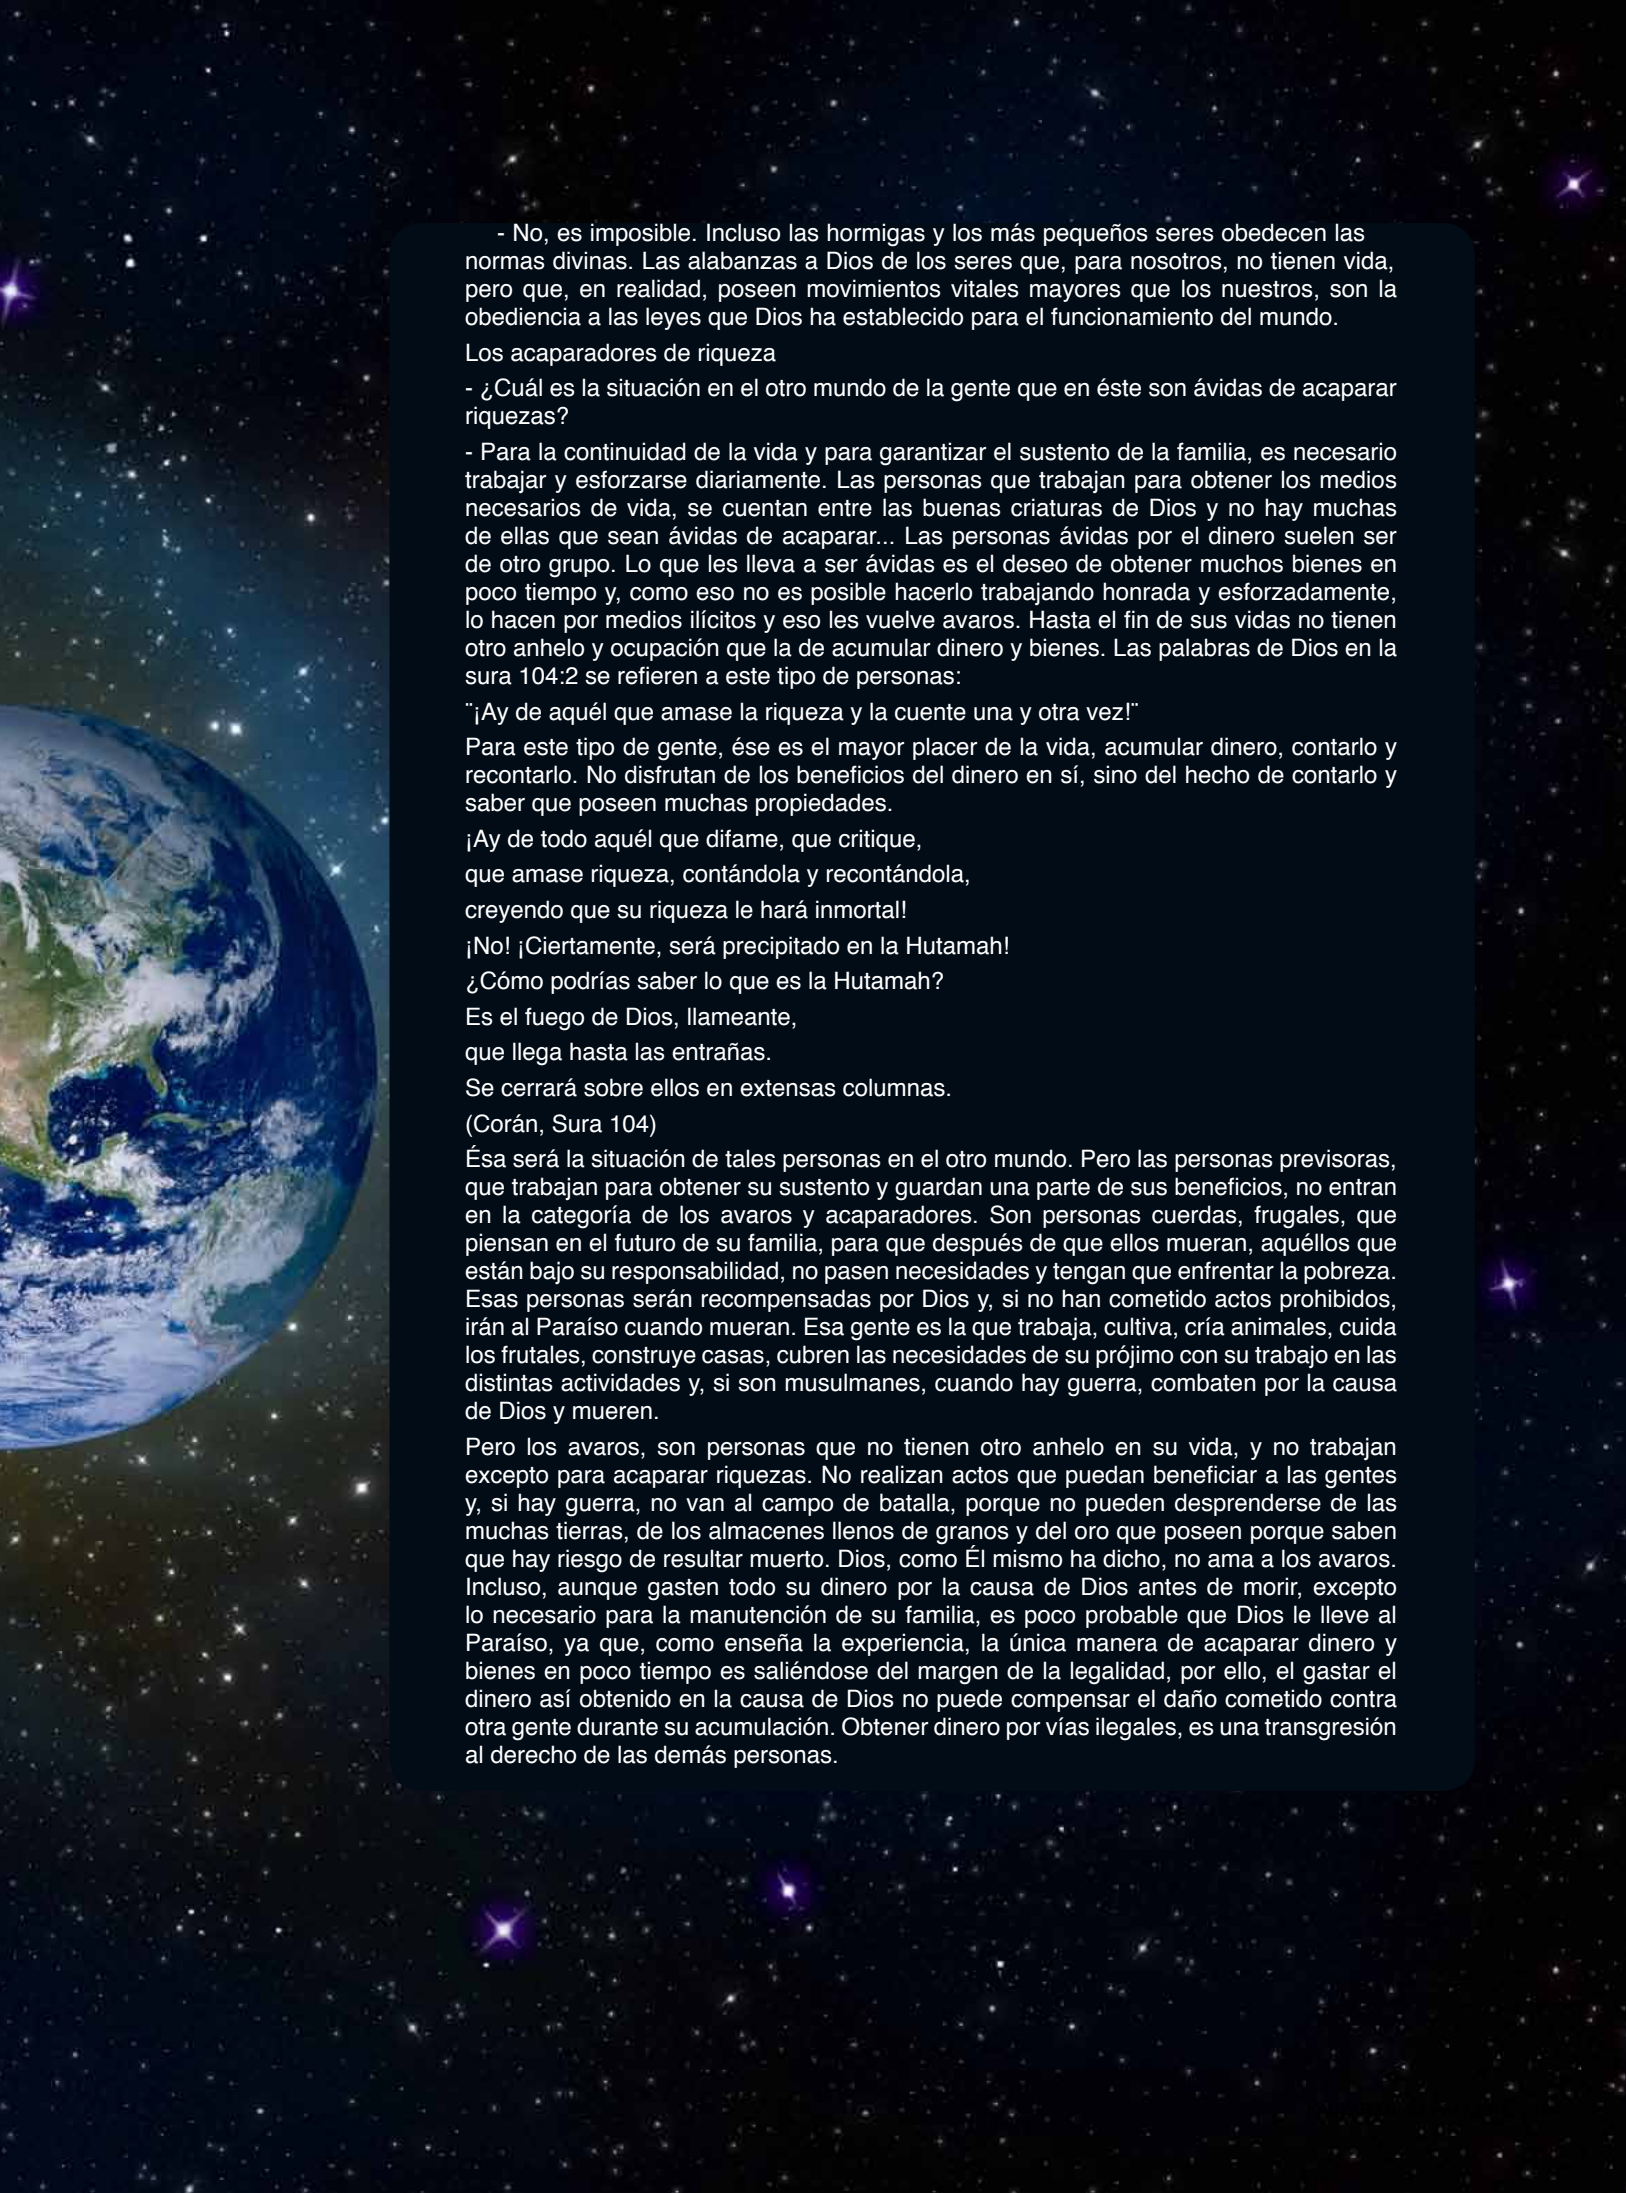 - No, es imposible. Incluso las hormigas y los más pequeños seres obedecen las
normas divinas. Las alabanzas a Dios de los seres que, para nosotros, no tienen vida,
pero que, en realidad, poseen movimientos vitales mayores que los nuestros, son la
obediencia a las leyes que Dios ha establecido para el funcionamiento del mundo.
Los acaparadores de riqueza
- ¿Cuál es la situación en el otro mundo de la gente que en éste son ávidas de acaparar
riquezas?
- Para la continuidad de la vida y para garantizar el sustento de la familia, es necesario
trabajar y esforzarse diariamente. Las personas que trabajan para obtener los medios
necesarios de vida, se cuentan entre las buenas criaturas de Dios y no hay muchas
de ellas que sean ávidas de acaparar... Las personas ávidas por el dinero suelen ser
de otro grupo. Lo que les lleva a ser ávidas es el deseo de obtener muchos bienes en
poco tiempo y, como eso no es posible hacerlo trabajando honrada y esforzadamente,
lo hacen por medios ilícitos y eso les vuelve avaros. Hasta el fin de sus vidas no tienen
otro anhelo y ocupación que la de acumular dinero y bienes. Las palabras de Dios en la
sura 104:2 se refieren a este tipo de personas:
¨¡Ay de aquél que amase la riqueza y la cuente una y otra vez!¨
Para este tipo de gente, ése es el mayor placer de la vida, acumular dinero, contarlo y
recontarlo. No disfrutan de los beneficios del dinero en sí, sino del hecho de contarlo y
saber que poseen muchas propiedades.
¡Ay de todo aquél que difame, que critique,
que amase riqueza, contándola y recontándola,
creyendo que su riqueza le hará inmortal!
¡No! ¡Ciertamente, será precipitado en la Hutamah!
¿Cómo podrías saber lo que es la Hutamah?
Es el fuego de Dios, llameante,
que llega hasta las entrañas.
Se cerrará sobre ellos en extensas columnas.
(Corán, Sura 104)
Ésa será la situación de tales personas en el otro mundo. Pero las personas previsoras,
que trabajan para obtener su sustento y guardan una parte de sus beneficios, no entran
en la categoría de los avaros y acaparadores. Son personas cuerdas, frugales, que
piensan en el futuro de su familia, para que después de que ellos mueran, aquéllos que
están bajo su responsabilidad, no pasen necesidades y tengan que enfrentar la pobreza.
Esas personas serán recompensadas por Dios y, si no han cometido actos prohibidos,
irán al Paraíso cuando mueran. Esa gente es la que trabaja, cultiva, cría animales, cuida
los frutales, construye casas, cubren las necesidades de su prójimo con su trabajo en las
distintas actividades y, si son musulmanes, cuando hay guerra, combaten por la causa
de Dios y mueren.
Pero los avaros, son personas que no tienen otro anhelo en su vida, y no trabajan
excepto para acaparar riquezas. No realizan actos que puedan beneficiar a las gentes
y, si hay guerra, no van al campo de batalla, porque no pueden desprenderse de las
muchas tierras, de los almacenes llenos de granos y del oro que poseen porque saben
que hay riesgo de resultar muerto. Dios, como Él mismo ha dicho, no ama a los avaros.
Incluso, aunque gasten todo su dinero por la causa de Dios antes de morir, excepto
lo necesario para la manutención de su familia, es poco probable que Dios le lleve al
Paraíso, ya que, como enseña la experiencia, la única manera de acaparar dinero y
bienes en poco tiempo es saliéndose del margen de la legalidad, por ello, el gastar el
dinero así obtenido en la causa de Dios no puede compensar el daño cometido contra
otra gente durante su acumulación. Obtener dinero por vías ilegales, es una transgresión
al derecho de las demás personas.